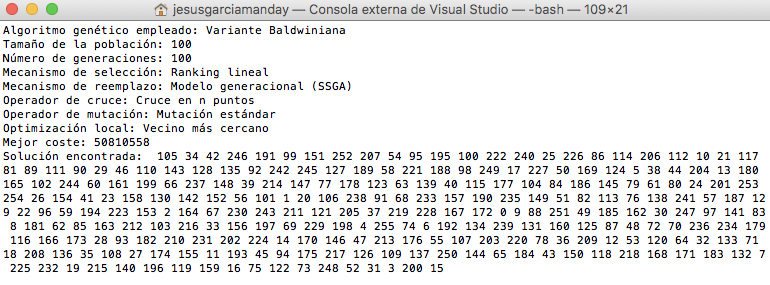 jesusgarciamanday — Consola externa de Visual Studio — -bash — 109×21
Algoritmo genético empleado: Variante Baldwiniana
Tamaño de la población: 100
Número de generaciones: 100
Mecanismo de selección: Ranking lineal
Mecanismo de reemplazo: Modelo generacional (SSGA)
Operador de cruce: Cruce en n puntos
Operador de mutación: Mutación estándar
Optimización local: Vecino más cercano
Mejor coste: 50810558
Solución encontrada:  105 34 42 246 191 99 151 252 207 54 95 195 100 222 240 25 226 86 114 206 112 10 21 117
81 89 111 90 29 46 110 143 128 135 92 242 245 127 189 58 221 188 98 249 17 227 50 169 124 5 38 44 204 13 180
165 102 244 60 161 199 66 237 148 39 214 147 77 178 123 63 139 40 115 177 104 84 186 145 79 61 80 24 201 253
254 26 154 41 23 158 130 142 152 56 101 1 20 106 238 91 68 233 157 190 235 149 51 82 113 76 138 241 57 187 12
9 22 96 59 194 223 153 2 164 67 230 243 211 121 205 37 219 228 167 172 0 9 88 251 49 185 162 30 247 97 141 83
8 181 62 85 163 212 103 216 33 156 197 69 229 198 4 255 74 6 192 134 239 131 160 125 87 48 72 70 236 234 179
116 166 173 28 93 182 210 231 202 224 14 170 146 47 213 176 55 107 203 220 78 36 209 12 53 120 64 32 133 71
18 208 136 35 108 27 174 155 11 193 45 94 175 217 126 109 137 250 144 65 184 43 150 118 218 168 171 183 132 7
225 232 19 215 140 196 119 159 16 75 122 73 248 52 31 3 200 15